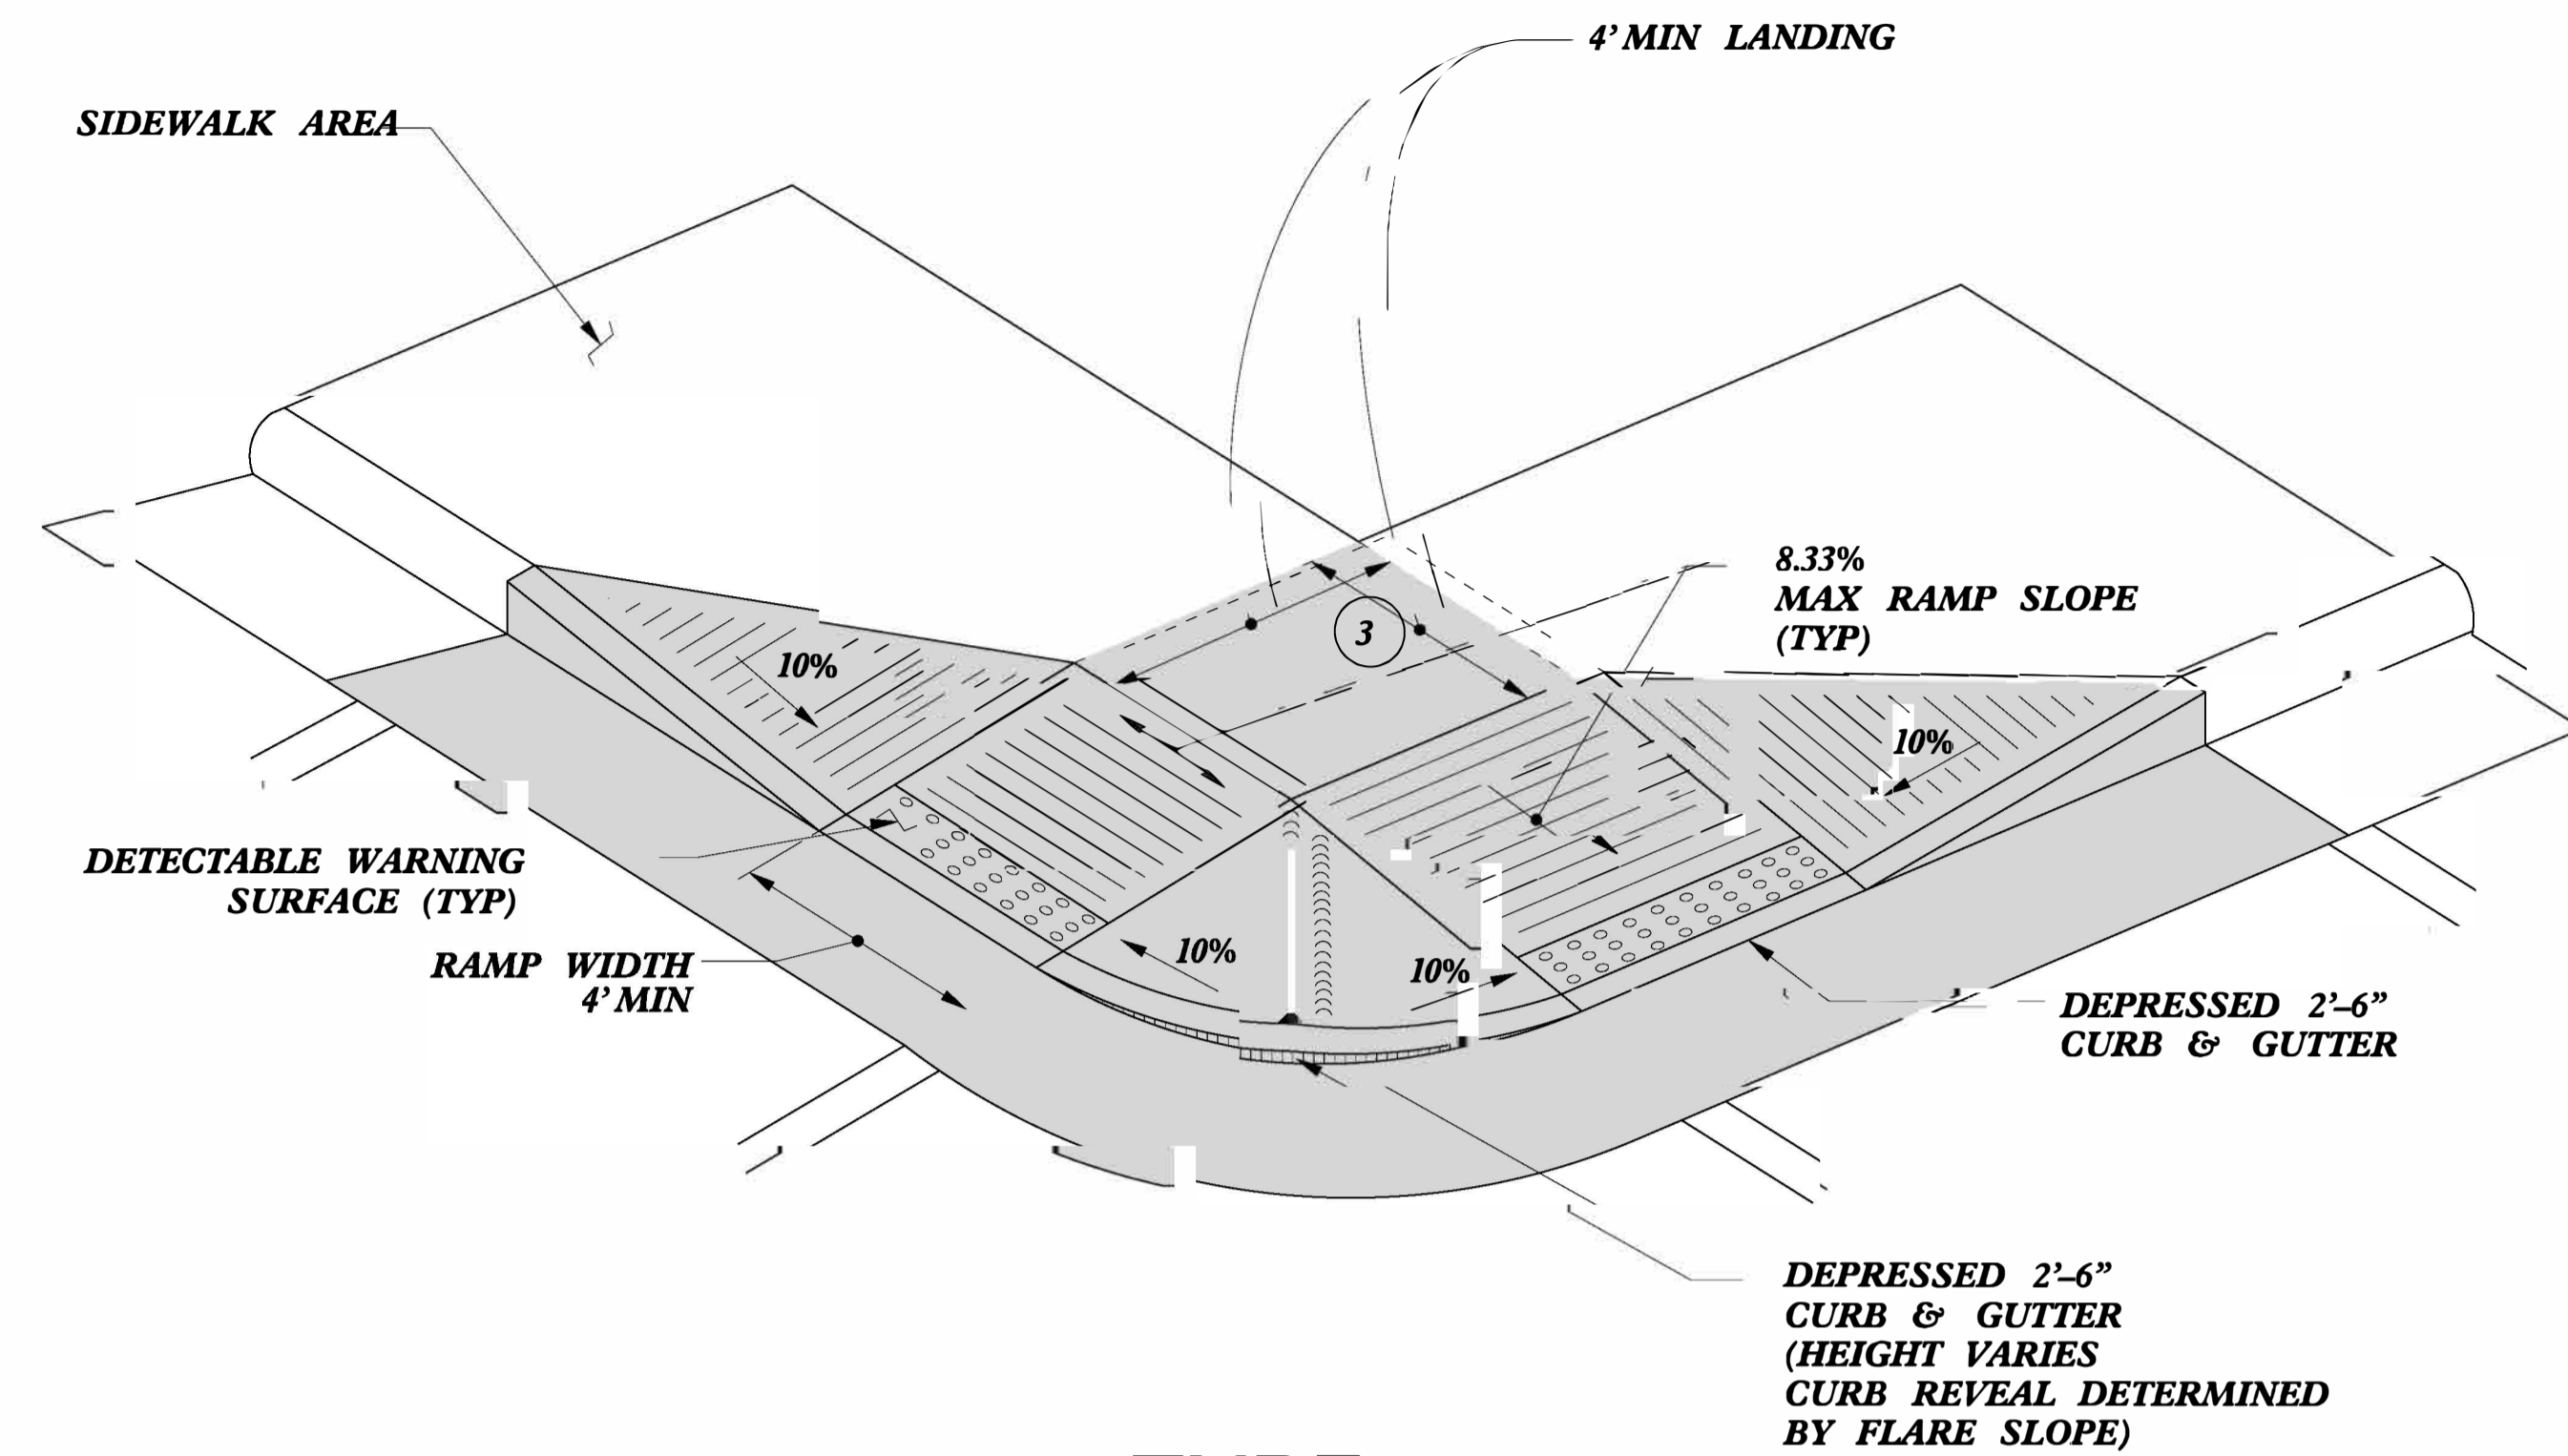 4' MIN LANDING
SIDEWALK AREA
8.33%
MAX RAMP SLOPE
(TYP)
3
10%
10%
DETECTABLE WARNING
SURFACE (TYP)
RAMP WIDTH
4' MIN
10%
10%
DEPRESSED 2'–6”
CURB & GUTTER
DEPRESSED 2'–6”
CURB & GUTTER
(HEIGHT VARIES
CURB REVEAL DETERMINED
BY FLARE SLOPE)